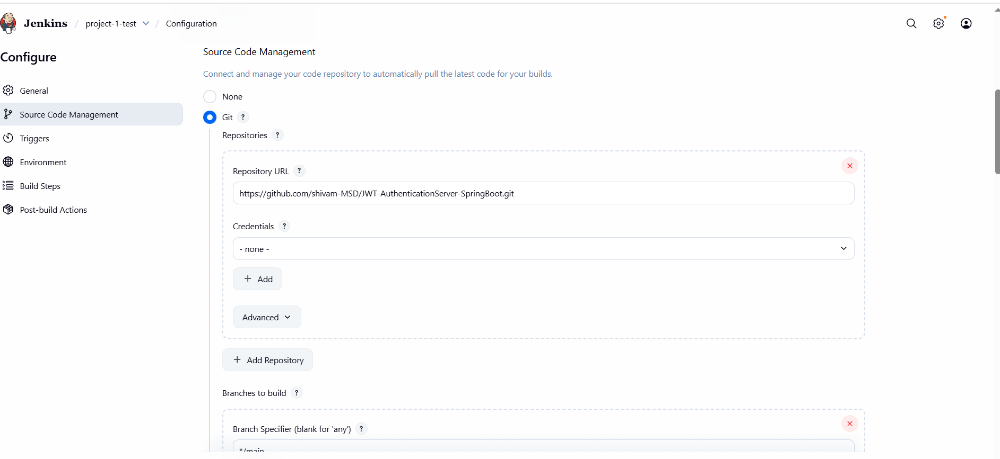 Jenkins / project-1-test / Configuration
Configure
General
Source Code Management
Triggers
Environment
Build Steps
Post-build Actions
Source Code Management
Connect and manage your code repository to automatically pull the latest code for your builds.
None
Git ?
Repositories ?
Repository URL ?
https://github.com/shivam-MSD/JWT-AuthenticationServer-SpringBoot.git
Credentials ?
- none -
+ Add
Advanced
+ Add Repository
Branches to build ?
Branch Specifier (blank for 'any') ?
*/main